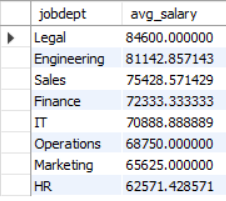 jobdept avg_salary
Legal 84600.000000
Engineering 81142.857143
Sales 75428.571429
Finance 72333.333333
IT 70888.888889
Operations 68750.000000
Marketing 65625.000000
HR 62571.428571